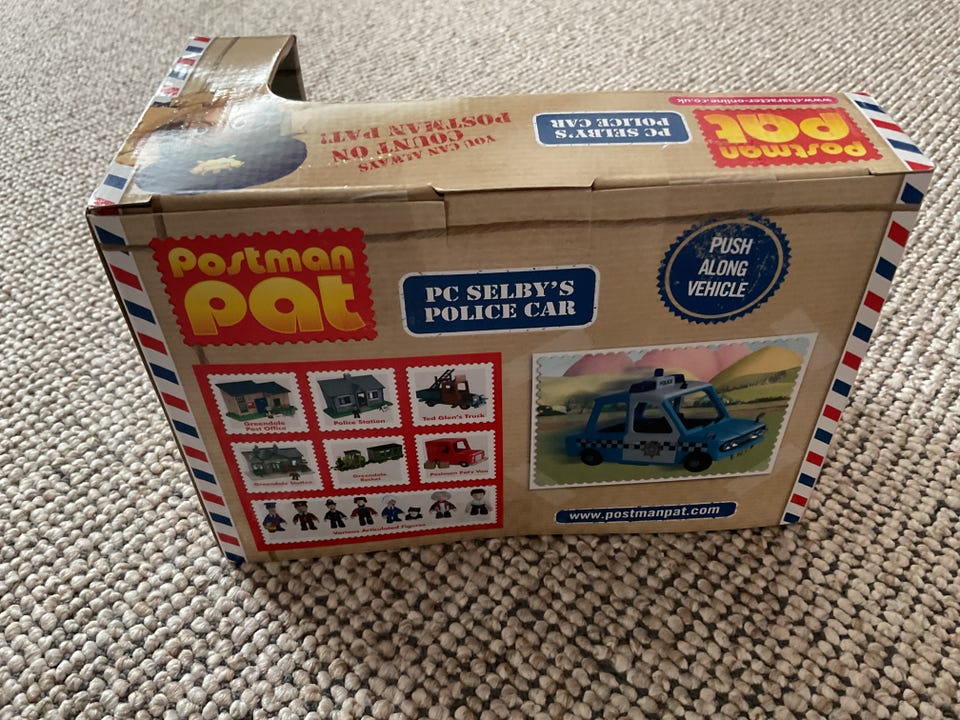 www.character-online.co.uk
Postman
Pat
PC SELBY'S
POLICE CAR
YOU CAN ALWAYS
COUNT ON
POSTMAN PAT!
Postman
Pat
PC SELBY'S
POLICE CAR
PUSH
ALONG
VEHICLE
Greendale
Post Office
Police Station
Ted Glen's Truck
Greendale Station
Greendale
Rocket
Postman Pat's Van
Various Articulated Figures
POLICE
www.postmanpat.com